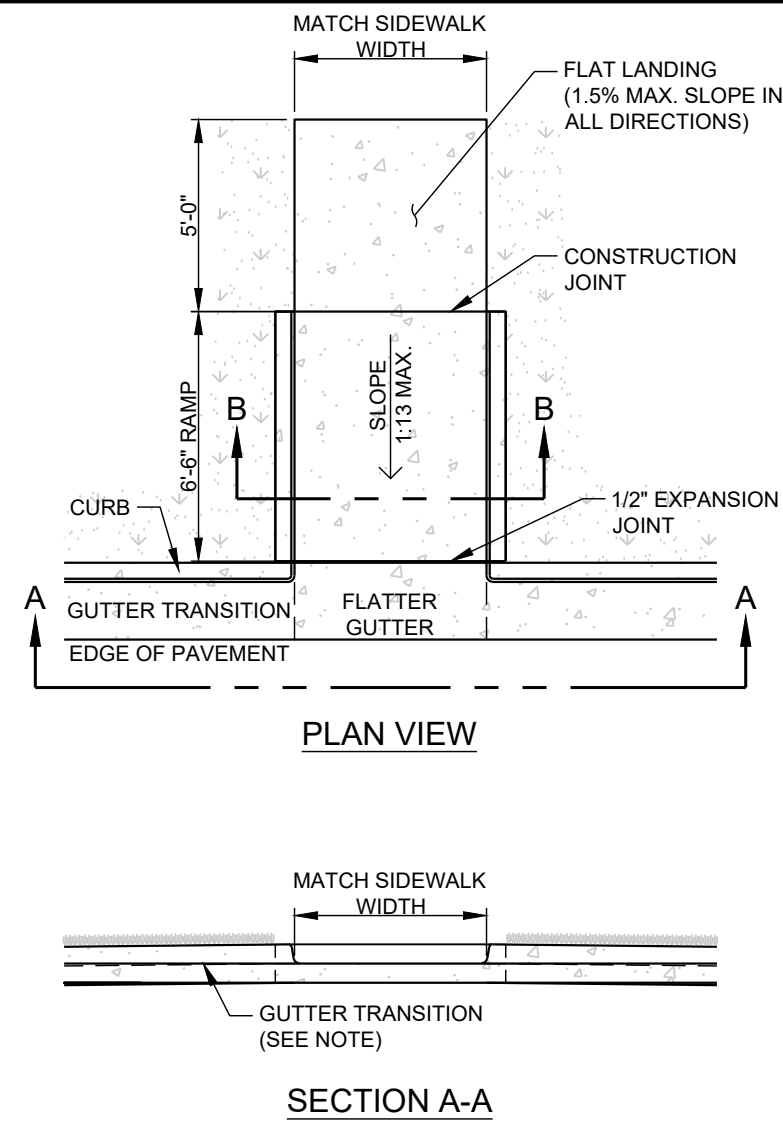 MATCH SIDEWALK
WIDTH
FLAT LANDING
(1.5% MAX. SLOPE IN
ALL DIRECTIONS)
5'-0"
CONSTRUCTION
JOINT
6'-6" RAMP
SLOPE
1:13 MAX.
B
B
CURB
1/2" EXPANSION
JOINT
A
A
GUTTER TRANSITION
FLATTER
GUTTER
EDGE OF PAVEMENT
PLAN VIEW
MATCH SIDEWALK
WIDTH
GUTTER TRANSITION
(SEE NOTE)
SECTION A-A